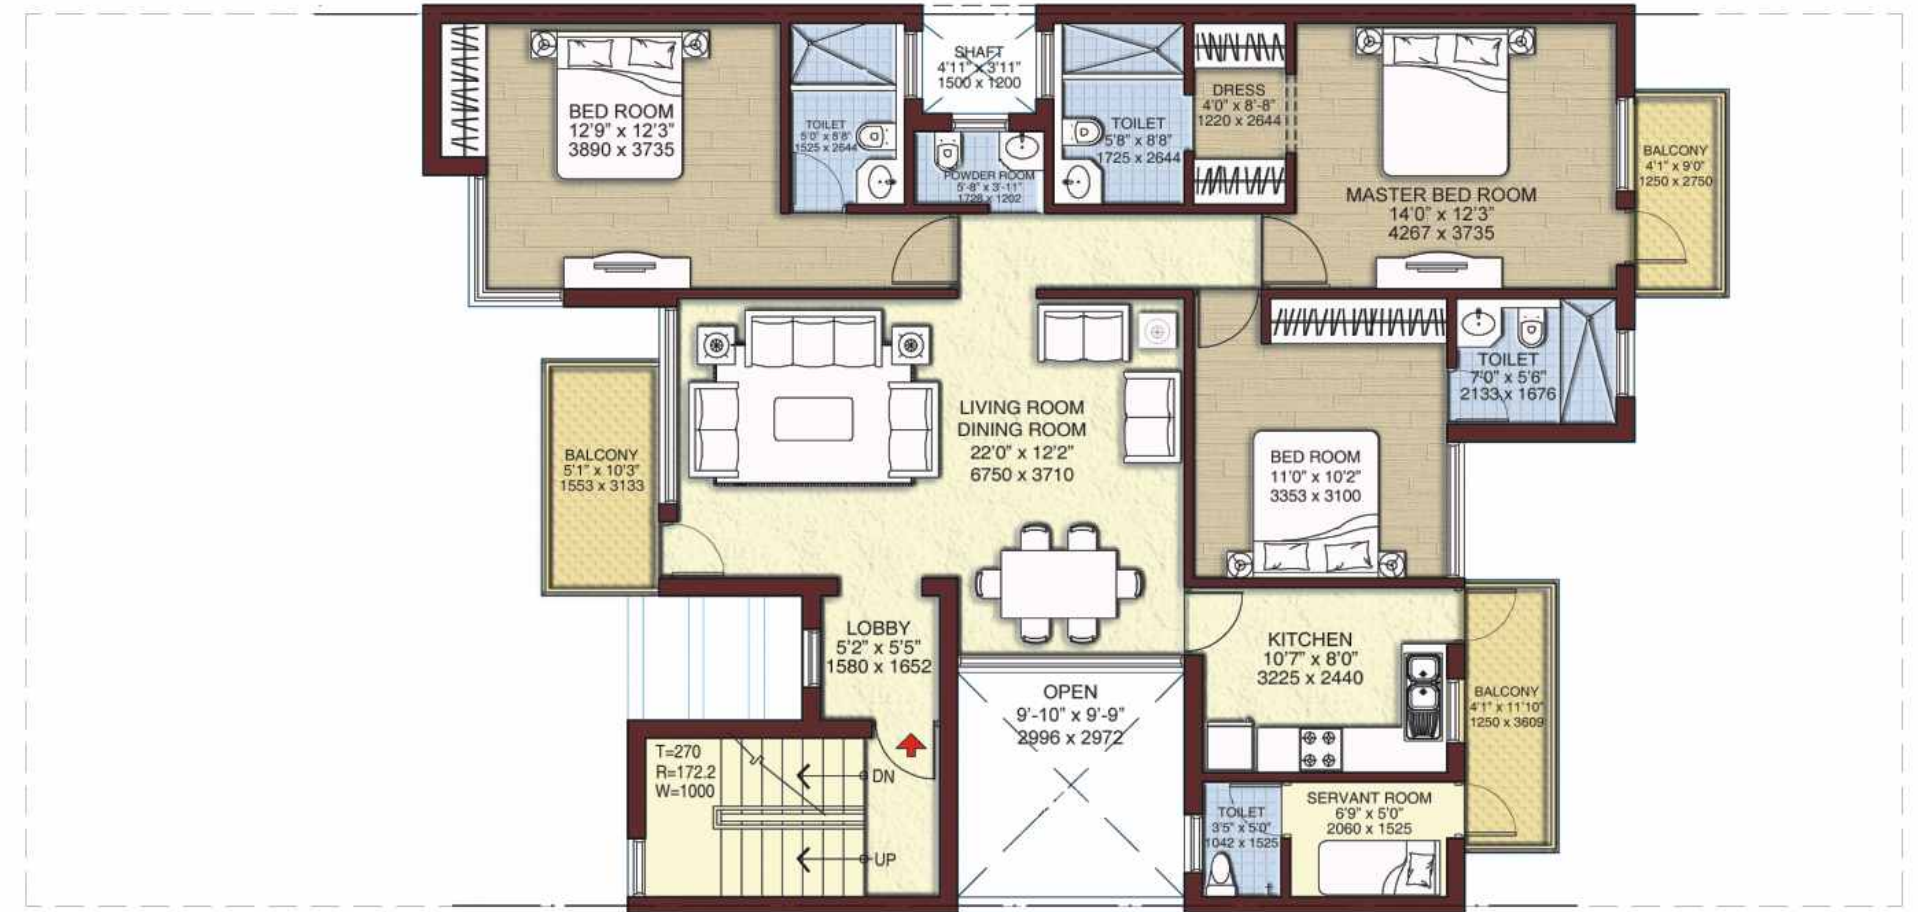 BED ROOM
12'9" x 12'3"
3890 x 3735
TOILET
5'0" x 8'8"
1525 x 2644
SHAFT
4'11" x 3'11"
1500 x 1200
POWDER ROOM
5'-8" x 3'-11"
1728 x 1202
TOILET
5'8" x 8'8"
1725 x 2644
DRESS
4'0" x 8'-8"
1220 x 2644
MASTER BED ROOM
14'0" x 12'3"
4267 x 3735
BALCONY
4'1" x 9'0"
1250 x 2750
BALCONY
5'1" x 10'3"
1553 x 3133
LIVING ROOM
DINING ROOM
22'0" x 12'2"
6750 x 3710
BED ROOM
11'0" x 10'2"
3353 x 3100
TOILET
7'0" x 5'6"
2133 x 1676
LOBBY
5'2" x 5'5"
1580 x 1652
OPEN
9'-10" x 9'-9"
2996 x 2972
KITCHEN
10'7" x 8'0"
3225 x 2440
BALCONY
4'1" x 11'10"
1250 x 3609
T=270
R=172.2
W=1000
DN
UP
TOILET
3'5" x 5'0"
1042 x 1525
SERVANT ROOM
6'9" x 5'0"
2060 x 1525